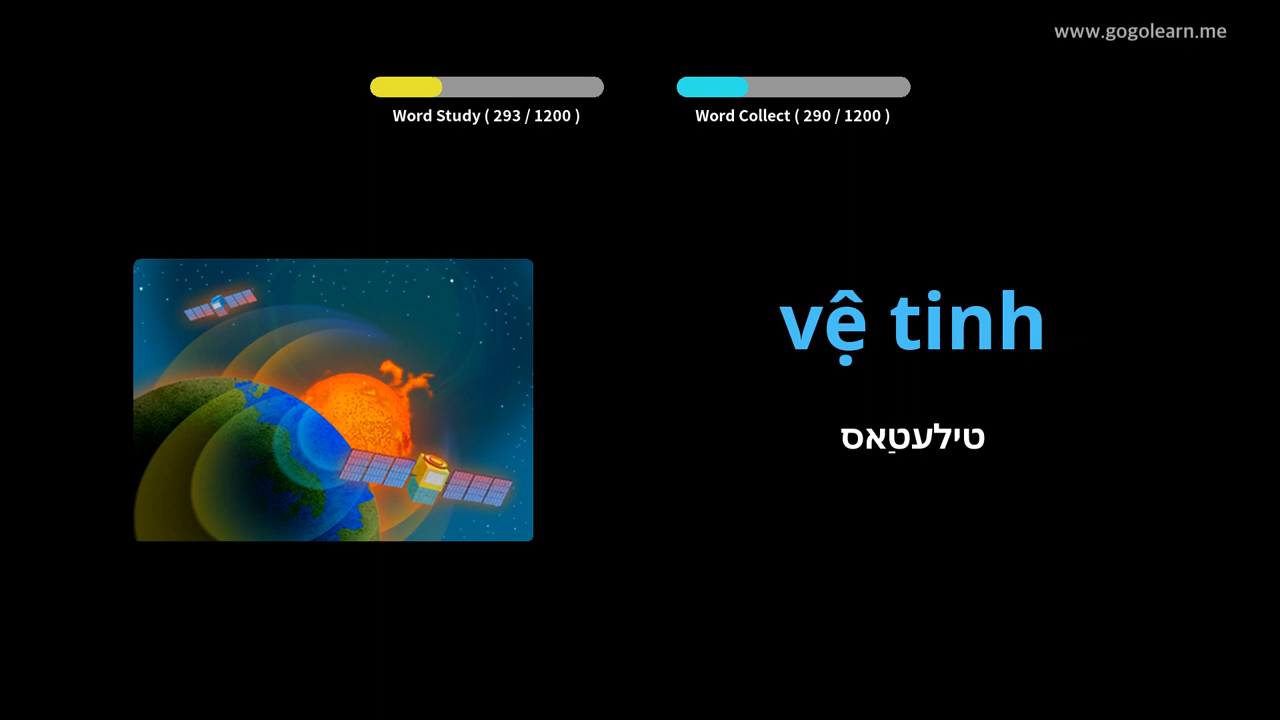 www.gogolearn.me
Word Study ( 293 / 1200 )
Word Collect ( 290 / 1200 )
vệ tinh
טילעטַאס